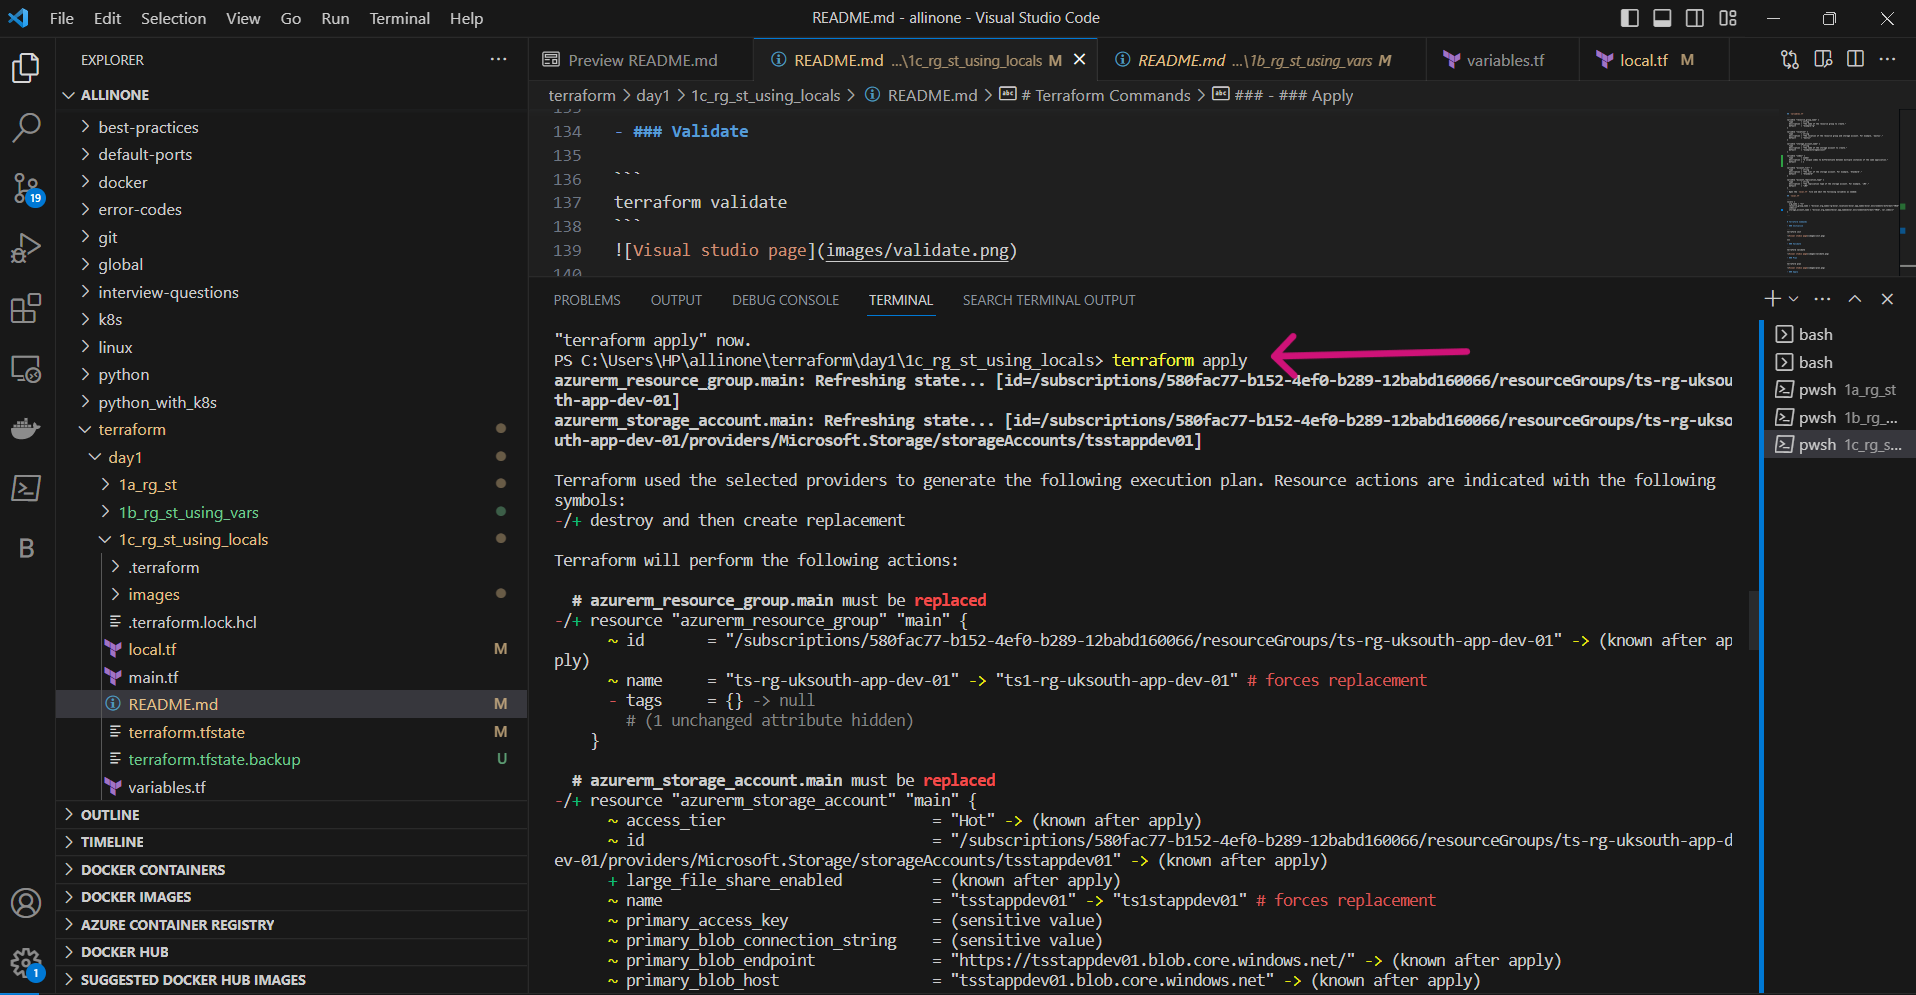 File Edit Selection View Go Run Terminal Help
README.md - allinone - Visual Studio Code
EXPLORER
ALLINONE
best-practices
default-ports
docker
error-codes
git
global
interview-questions
k8s
linux
python
python_with_k8s
terraform
day1
1a_rg_st
1b_rg_st_using_vars
1c_rg_st_using_locals
.terraform
images
.terraform.lock.hcl
local.tf M
main.tf
README.md M
terraform.tfstate M
terraform.tfstate.backup U
variables.tf
OUTLINE
TIMELINE
DOCKER CONTAINERS
DOCKER IMAGES
AZURE CONTAINER REGISTRY
DOCKER HUB
SUGGESTED DOCKER HUB IMAGES
19
B
1
Preview README.md
README.md ...\1c_rg_st_using_locals M
README.md ...\1b_rg_st_using_vars M
variables.tf
local.tf M
terraform > day1 > 1c_rg_st_using_locals > README.md > # Terraform Commands > ### - ### Apply
134 - ### Validate
135
136 ```
137 terraform validate
138 ```
139 ![Visual studio page](images/validate.png)
140
PROBLEMS OUTPUT DEBUG CONSOLE TERMINAL SEARCH TERMINAL OUTPUT
"terraform apply" now.
PS C:\Users\HP\allinone\terraform\day1\1c_rg_st_using_locals> terraform apply
azurerm_resource_group.main: Refreshing state... [id=/subscriptions/580fac77-b152-4ef0-b289-12babd160066/resourceGroups/ts-rg-uksou
th-app-dev-01]
azurerm_storage_account.main: Refreshing state... [id=/subscriptions/580fac77-b152-4ef0-b289-12babd160066/resourceGroups/ts-rg-ukso
uth-app-dev-01/providers/Microsoft.Storage/storageAccounts/tsstappdev01]
Terraform used the selected providers to generate the following execution plan. Resource actions are indicated with the following
symbols:
-/+ destroy and then create replacement
Terraform will perform the following actions:
# azurerm_resource_group.main must be replaced
-/+ resource "azurerm_resource_group" "main" {
~ id = "/subscriptions/580fac77-b152-4ef0-b289-12babd160066/resourceGroups/ts-rg-uksouth-app-dev-01" -> (known after ap
ply)
~ name = "ts-rg-uksouth-app-dev-01" -> "ts1-rg-uksouth-app-dev-01" # forces replacement
- tags = {} -> null
# (1 unchanged attribute hidden)
}
# azurerm_storage_account.main must be replaced
-/+ resource "azurerm_storage_account" "main" {
~ access_tier = "Hot" -> (known after apply)
~ id = "/subscriptions/580fac77-b152-4ef0-b289-12babd160066/resourceGroups/ts-rg-uksouth-app-d
ev-01/providers/Microsoft.Storage/storageAccounts/tsstappdev01" -> (known after apply)
+ large_file_share_enabled = (known after apply)
~ name = "tsstappdev01" -> "ts1stappdev01" # forces replacement
~ primary_access_key = (sensitive value)
~ primary_blob_connection_string = (sensitive value)
~ primary_blob_endpoint = "https://tsstappdev01.blob.core.windows.net/" -> (known after apply)
~ primary_blob_host = "tsstappdev01.blob.core.windows.net" -> (known after apply)
bash
bash
pwsh 1a_rg_st
pwsh 1b_rg_...
pwsh 1c_rg_s...